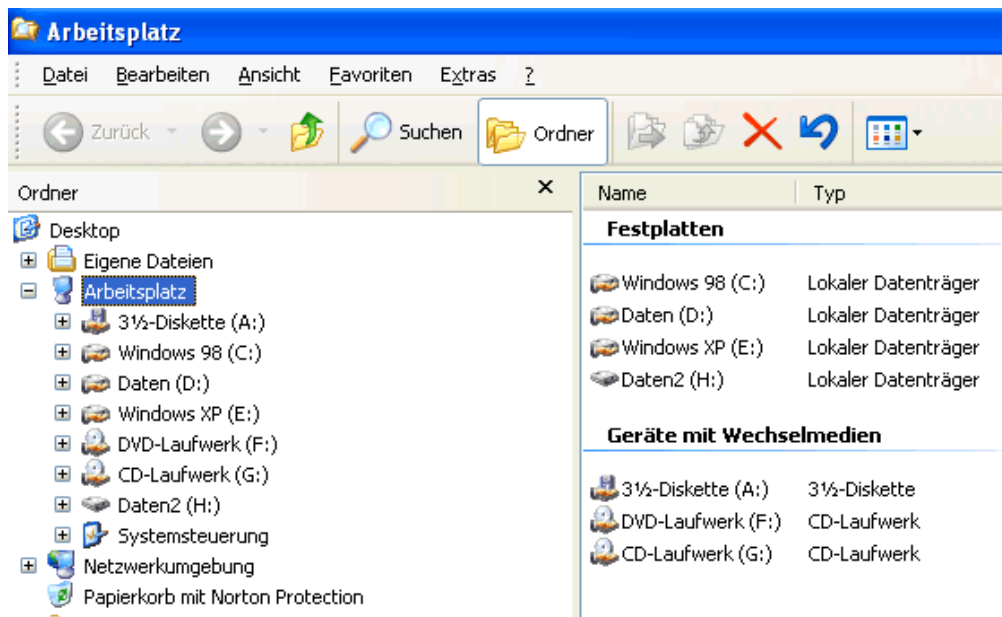 Arbeitsplatz
Datei Bearbeiten Ansicht Favoriten Extras ?
Zurück Suchen Ordner
Ordner
Desktop
Eigene Dateien
Arbeitsplatz
3½-Diskette (A:)
Windows 98 (C:)
Daten (D:)
Windows XP (E:)
DVD-Laufwerk (F:)
CD-Laufwerk (G:)
Daten2 (H:)
Systemsteuerung
Netzwerkumgebung
Papierkorb mit Norton Protection
Name Typ
Festplatten
Windows 98 (C:) Lokaler Datenträger
Daten (D:) Lokaler Datenträger
Windows XP (E:) Lokaler Datenträger
Daten2 (H:) Lokaler Datenträger
Geräte mit Wechselmedien
3½-Diskette (A:) 3½-Diskette
DVD-Laufwerk (F:) CD-Laufwerk
CD-Laufwerk (G:) CD-Laufwerk